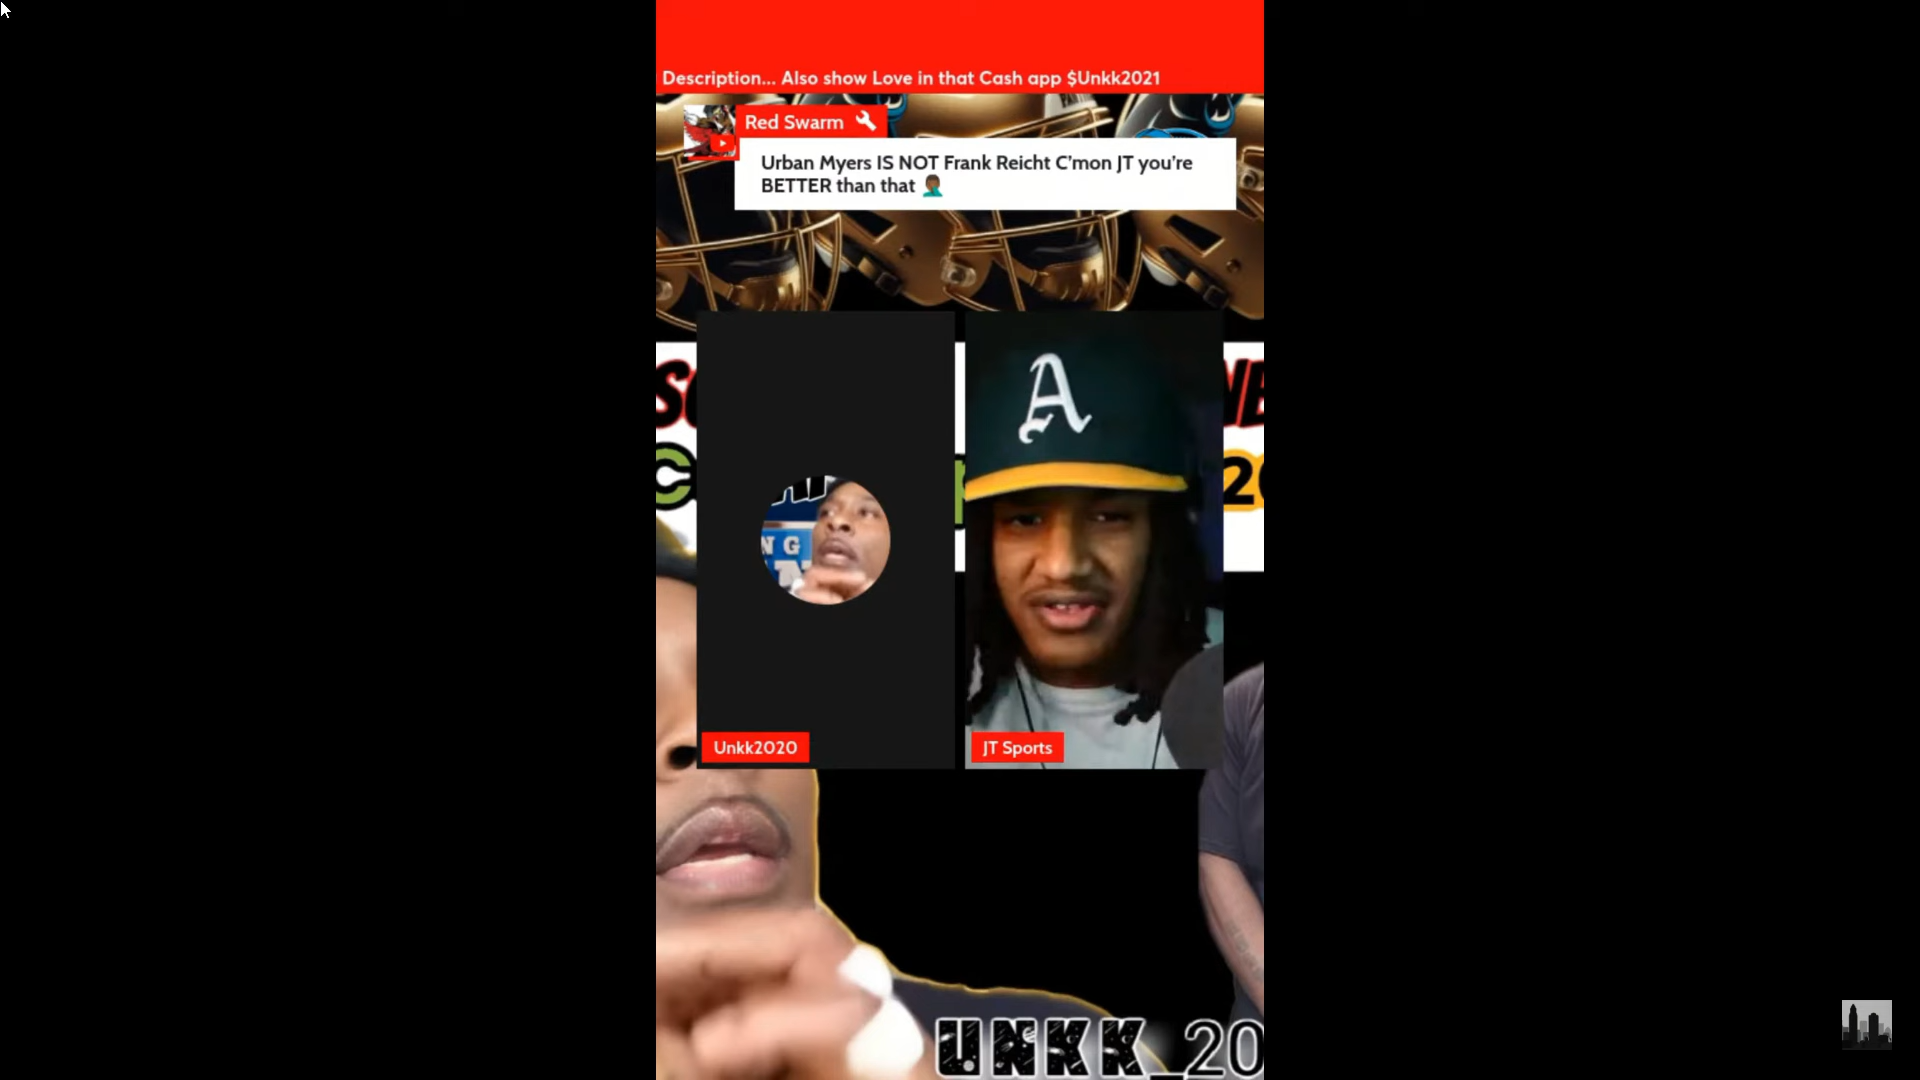 Description... Also show Love in that Cash app $Unkk2021
Red Swarm
Urban Myers IS NOT Frank Reicht C'mon JT you're
BETTER than that
A
N G
Unkk2020
JT Sports
UNKK_20